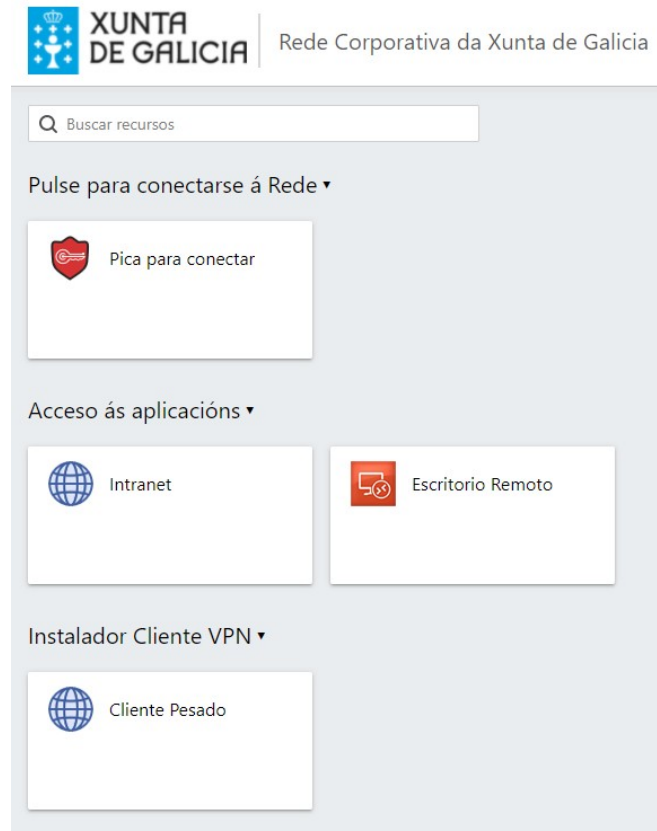 XUNTA
DE GALICIA
Rede Corporativa da Xunta de Galicia
Buscar recursos
Pulse para conectarse á Rede
Pica para conectar
Acceso ás aplicacións
Intranet
Escritorio Remoto
Instalador Cliente VPN
Cliente Pesado